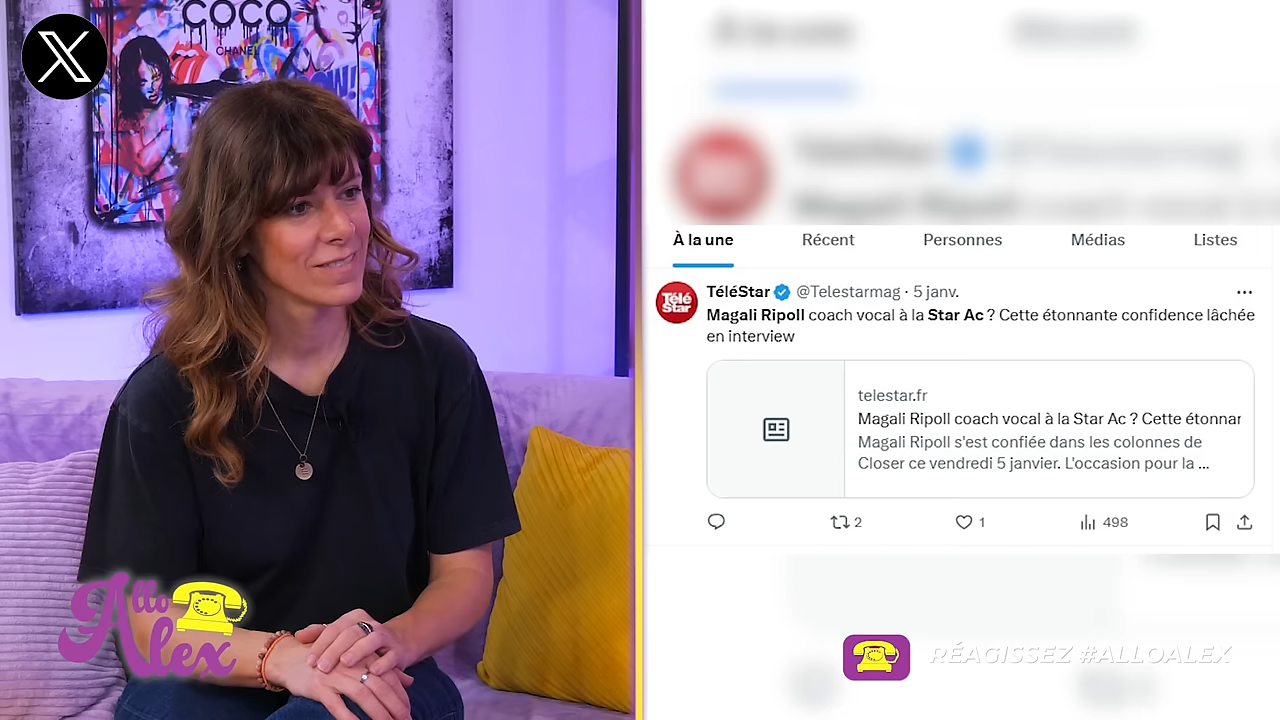 COCO
CHANEL
À la une
Récent
Personnes
Médias
Listes
TéléStar @Telestarmag · 5 janv.
Magali Ripoll coach vocal à la Star Ac ? Cette étonnante confidence lâchée
en interview
Télé
Star
telestar.fr
Magali Ripoll coach vocal à la Star Ac ? Cette étonnar
Magali Ripoll s'est confiée dans les colonnes de
Closer ce vendredi 5 janvier. L'occasion pour la ...
2
1
498
Allo
Alex
RÉAGISSEZ #ALLOALEX